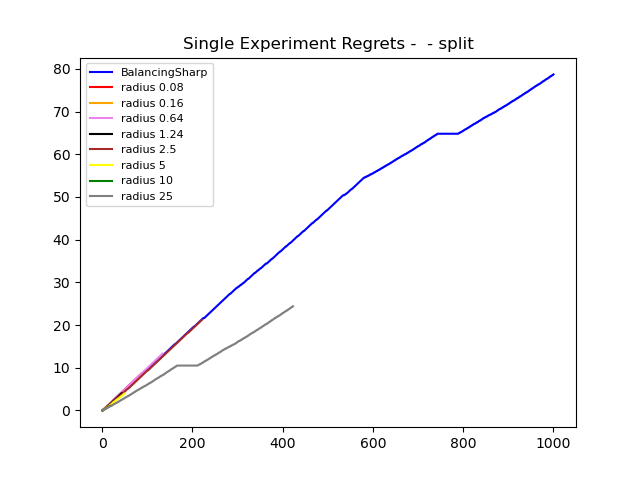 Single Experiment Regrets -  - split
80
70
60
50
40
30
20
10
0
BalancingSharp
radius 0.08
radius 0.16
radius 0.64
radius 1.24
radius 2.5
radius 5
radius 10
radius 25
0 200 400 600 800 1000